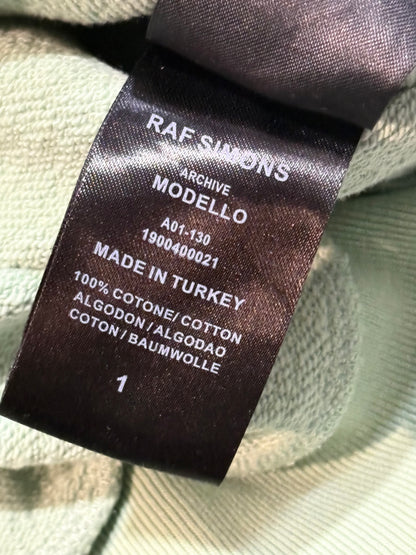 RAF SIMONS
ARCHIVE
MODELLO
A01-130
1900400021
MADE IN TURKEY
100% COTONE/ COTTON
ALGODON / ALGODAO
COTON / BAUMWOLLE
1